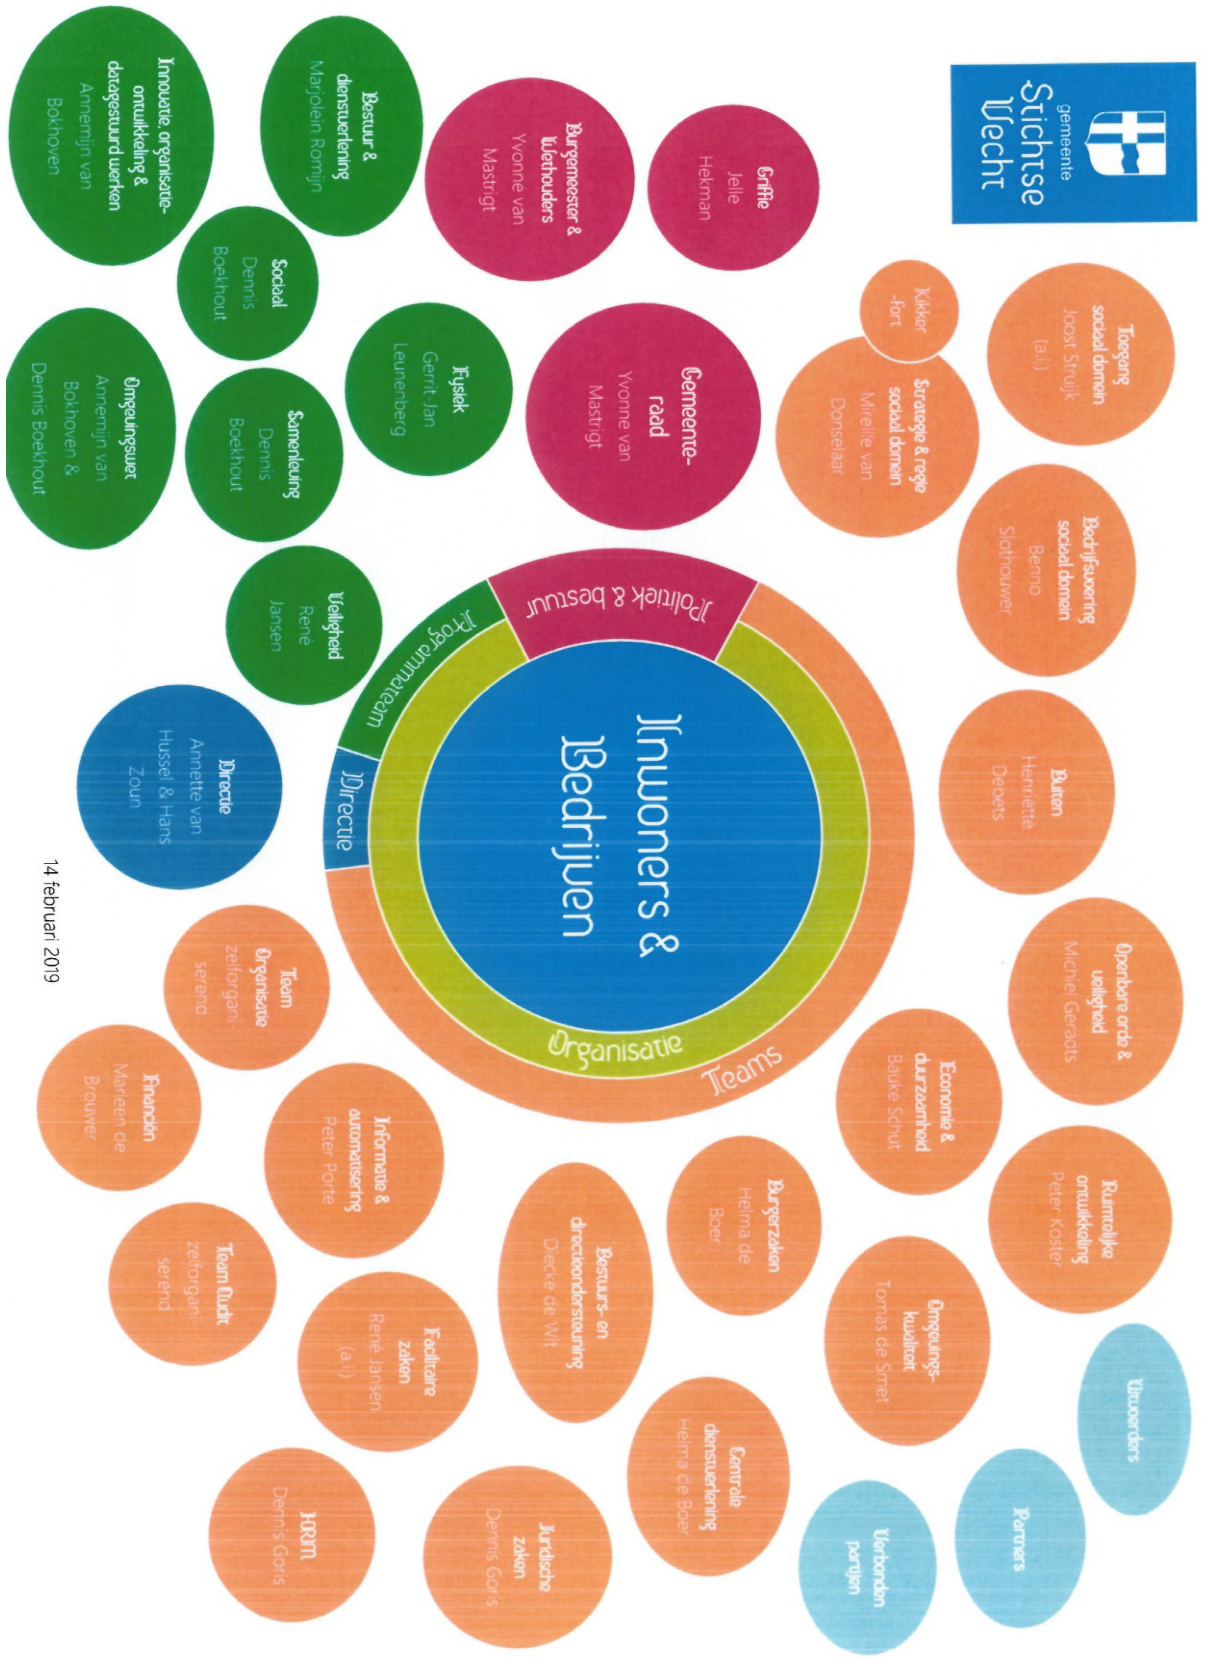 gemeente
Stichtse
Vecht
Toegang
sociaal domein
Joost Struijk
(a.i.)
Kikker
-fort
Strategie & regie
sociaal domein
Mireille van
Donselaar
Bedrijfsvoering
sociaal domein
Benno
Slothouwer
Buiten
Henriëtte
Debets
Openbare orde &
veiligheid
Michiel Geradts
Economie &
duurzaamheid
Bauke Schut
Ruimtelijke
ontwikkeling
Peter Koster
Omgevings-
kwaliteit
Tomas de Smet
Uitvoerders
Partners
Verbonden
partijen
Griffie
Jelle
Hekman
Burgemeester &
Wethouders
Yvonne van
Mastrigt
Gemeente-
raad
Yvonne van
Mastrigt
Politiek & bestuur
Programmateam
Directie
Inwoners &
Bedrijven
Organisatie
Teams
Burgerzaken
Helma de
Boer
Bestuurs- en
directieondersteuning
Diecke de Wit
Centrale
dienstverlening
Helma de Boer
Bestuur &
dienstverlening
Marjolein Romijn
Innovatie, organisatie-
ontwikkeling &
datagestuurd werken
Annemijn van
Bokhoven
Sociaal
Dennis
Boekhout
Fysiek
Gerrit-Jan
Leunenberg
Samenleving
Dennis
Boekhout
Omgevingswet
Annemijn van
Bokhoven &
Dennis Boekhout
Veiligheid
René
Jansen
Directie
Annette van
Hussel & Hans
Zoun
Team
Organisatie
zelforgani-
serend
Financiën
Marleen de
Brouwer
Informatie &
automatisering
Peter Porte
Team Audit
zelforgani-
serend
Facilitaire
zaken
René Jansen
(a.i.)
HRM
Dennis Goris
Juridische
zaken
Dennis Goris
14 februari 2019